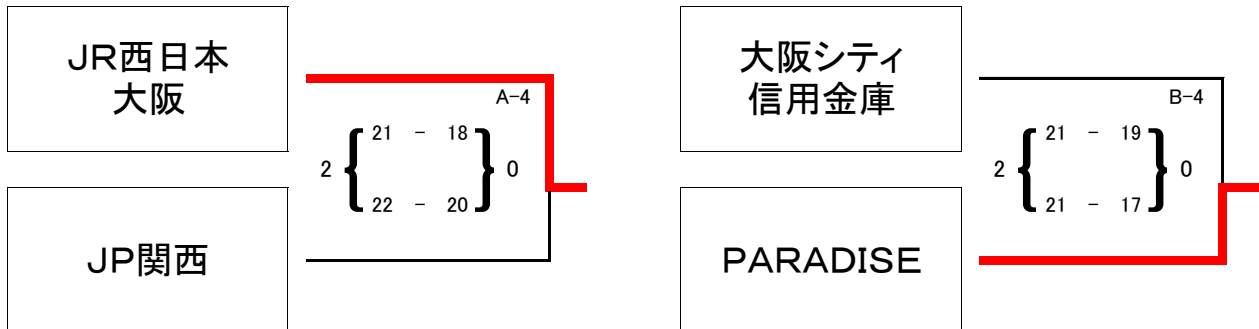 JR西日本
大阪
A-4
21 - 18
2 { } 0
22 - 20
JP関西
大阪シティ
信用金庫
B-4
21 - 19
2 { } 0
21 - 17
PARADISE